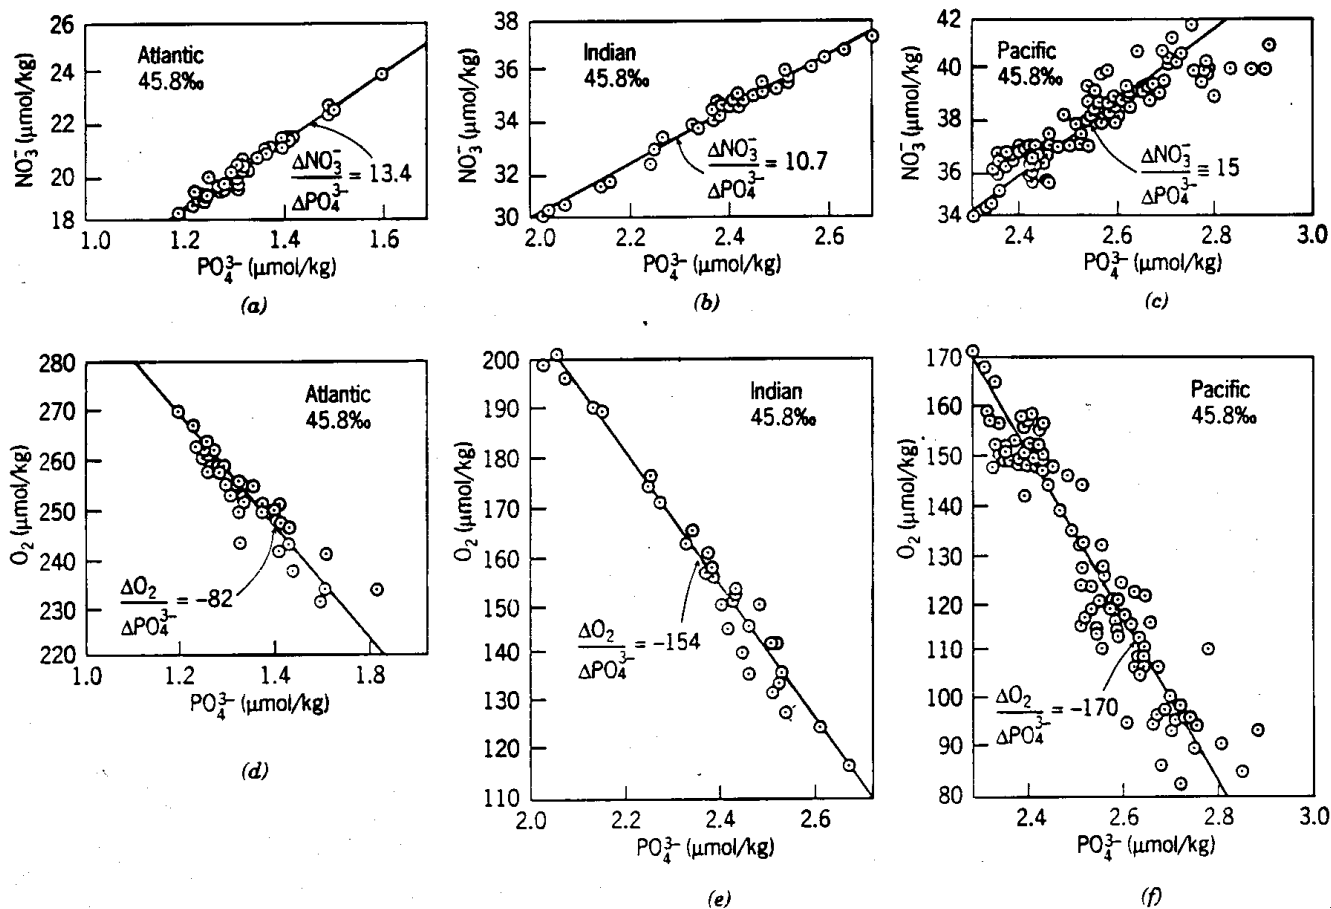 26
24
22
20
18
NO₃⁻ (μmol/kg)
Atlantic
45.8‰
ΔNO₃⁻
= 13.4
ΔPO₄³⁻
1.0
1.2
1.4
1.6
PO₄³⁻ (μmol/kg)
(a)
38
36
34
32
30
NO₃⁻ (μmol/kg)
Indian
45.8‰
ΔNO₃⁻
= 10.7
ΔPO₄³⁻
2.0
2.2
2.4
2.6
PO₄³⁻ (μmol/kg)
(b)
42
40
38
36
34
NO₃⁻ (μmol/kg)
Pacific
45.8‰
ΔNO₃⁻
≅ 15
ΔPO₄³⁻
2.4
2.6
2.8
3.0
PO₄³⁻ (μmol/kg)
(c)
280
270
260
250
240
230
220
O₂ (μmol/kg)
Atlantic
45.8‰
ΔO₂
= –82
ΔPO₄³⁻
1.0
1.2
1.4
1.6
1.8
PO₄³⁻ (μmol/kg)
(d)
200
190
180
170
160
150
140
130
120
110
O₂ (μmol/kg)
Indian
45.8‰
ΔO₂
= –154
ΔPO₄³⁻
2.0
2.2
2.4
2.6
PO₄³⁻ (μmol/kg)
(e)
170
160
150
140
130
120
110
100
90
80
O₂ (μmol/kg)
Pacific
45.8‰
ΔO₂
= –170
ΔPO₄³⁻
2.4
2.6
2.8
3.0
PO₄³⁻ (μmol/kg)
(f)